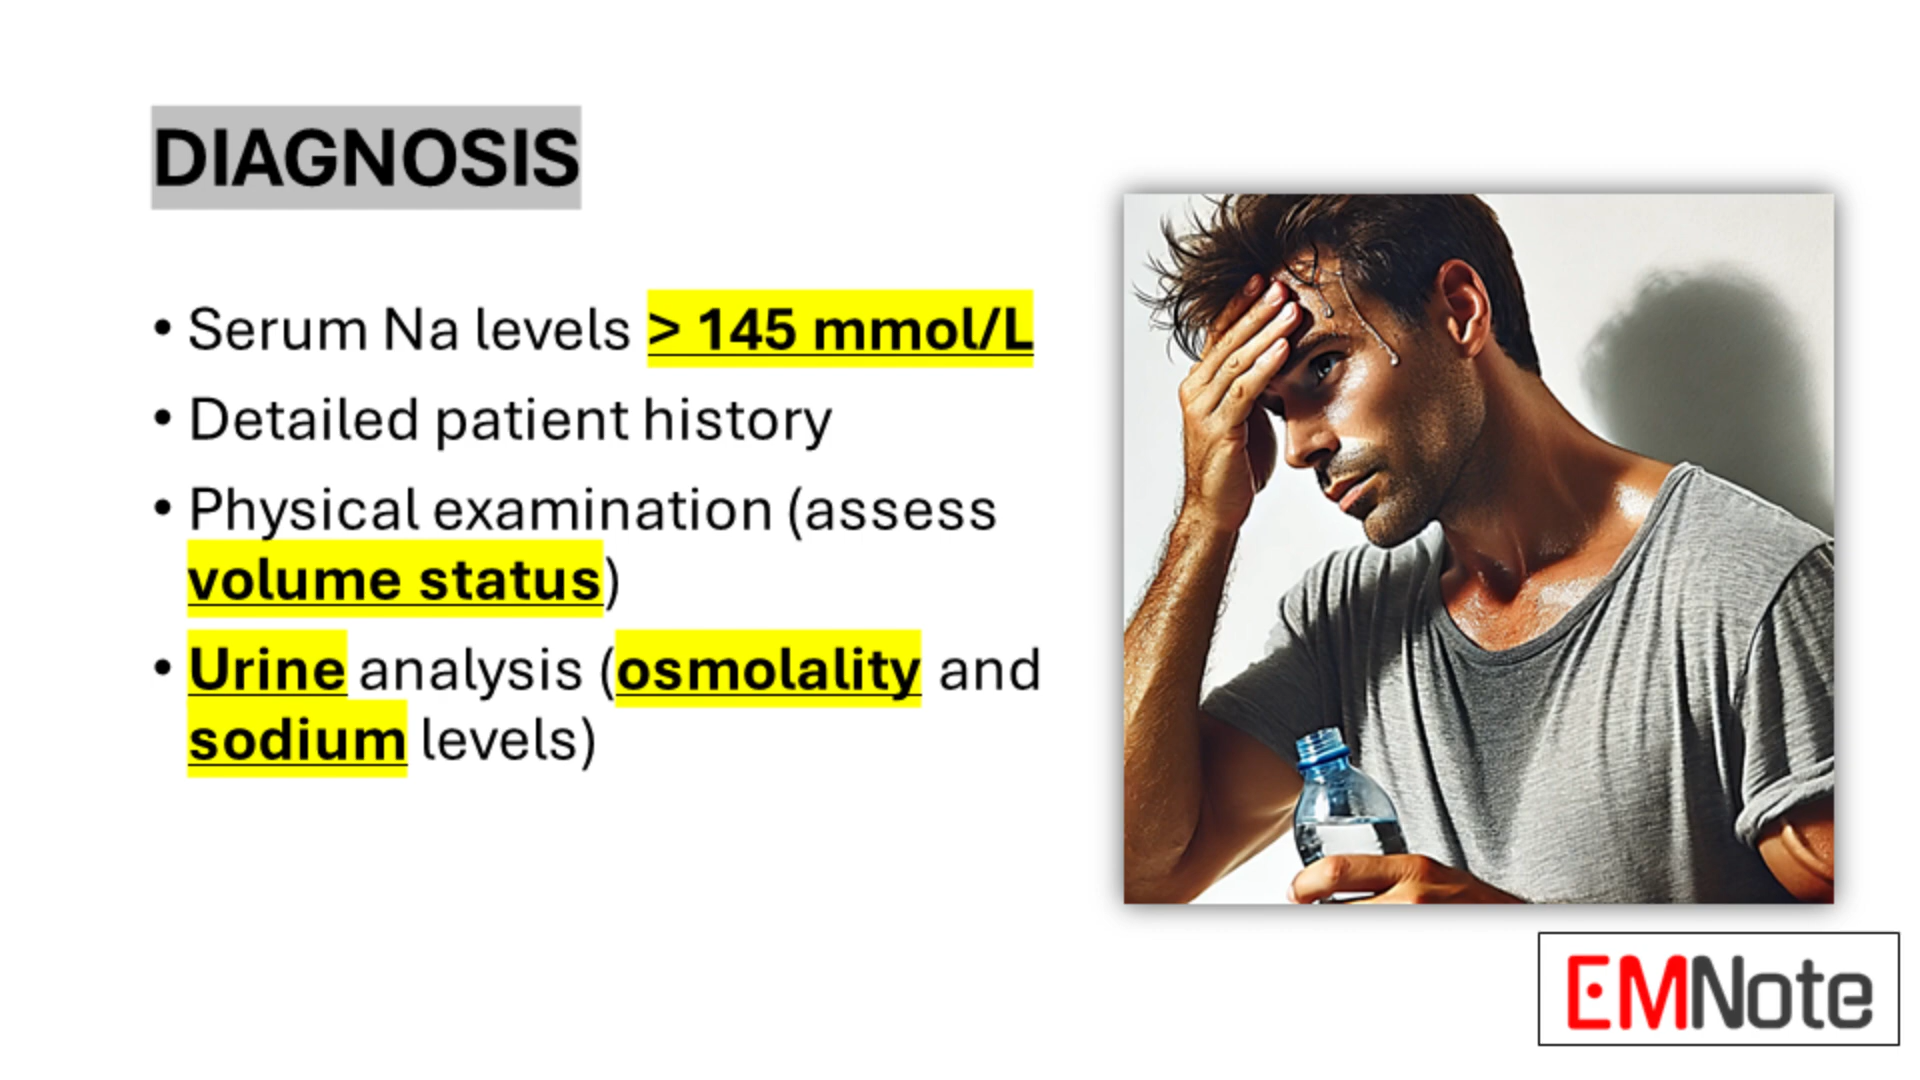 DIAGNOSIS
• Serum Na levels > 145 mmol/L
• Detailed patient history
• Physical examination (assess
volume status)
• Urine analysis (osmolality and
sodium levels)
EMNote